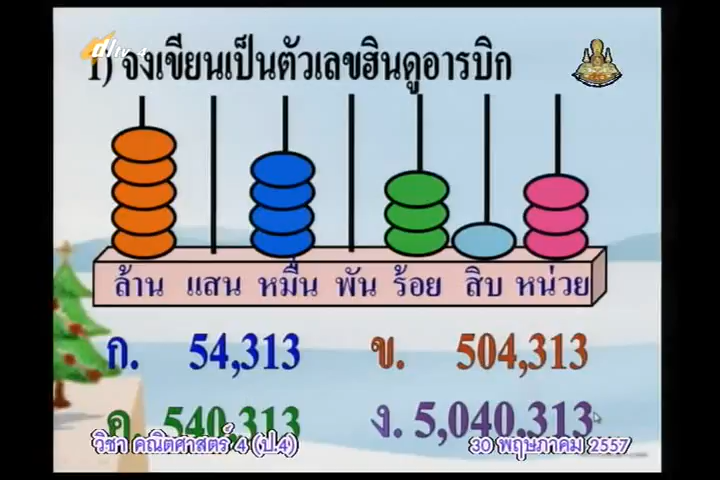 dltv 4
1) จงเขียนเป็นตัวเลขฮินดูอารบิก
ล้าน แสน หมื่น พัน ร้อย สิบ หน่วย
ก. 54,313 ข. 504,313
ค. 540,313 ง. 5,040,313
วิชา คณิตศาสตร์ 4 (ป.4) 30 พฤษภาคม 2557